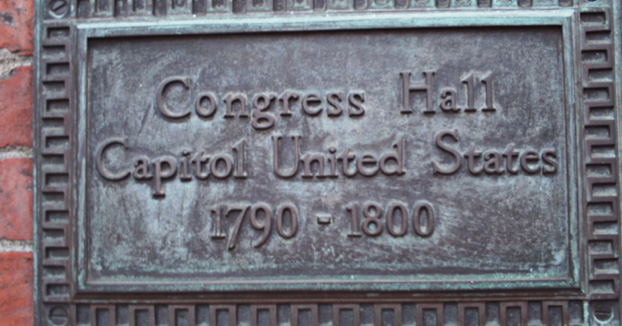 Congress Hall
Capitol United States
1790 - 1800